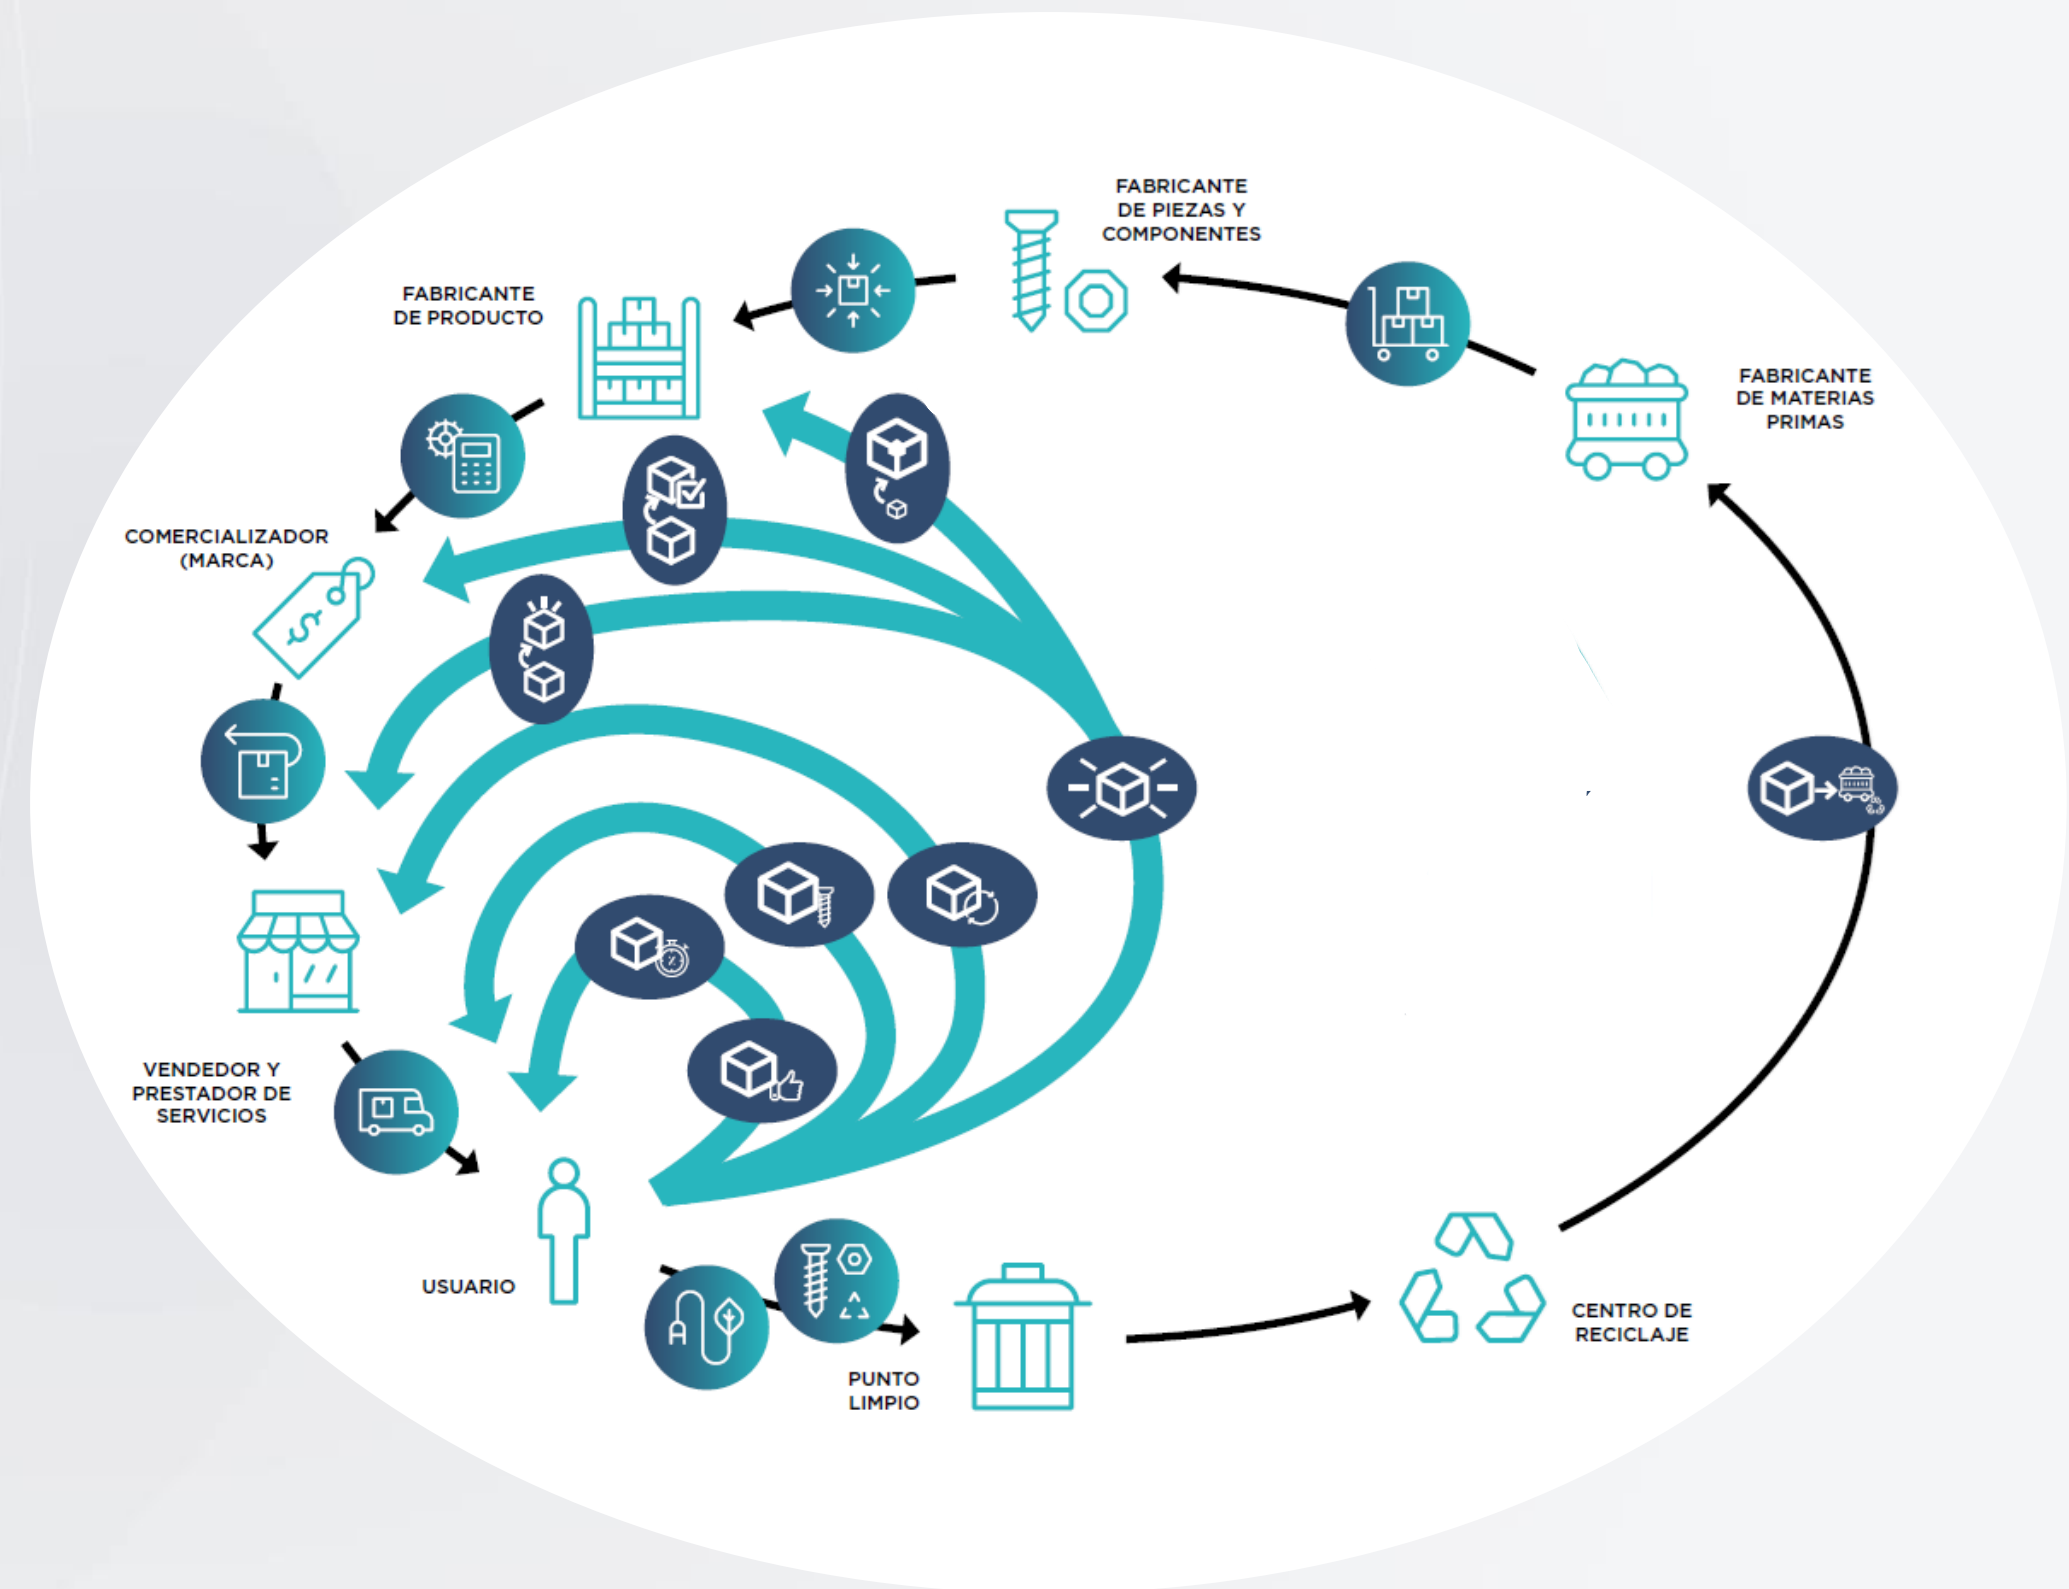 FABRICANTE
DE PIEZAS Y
COMPONENTES
FABRICANTE
DE PRODUCTO
FABRICANTE
DE MATERIAS
PRIMAS
COMERCIALIZADOR
(MARCA)
$
VENDEDOR Y
PRESTADOR DE
SERVICIOS
USUARIO
CENTRO DE
RECICLAJE
PUNTO
LIMPIO